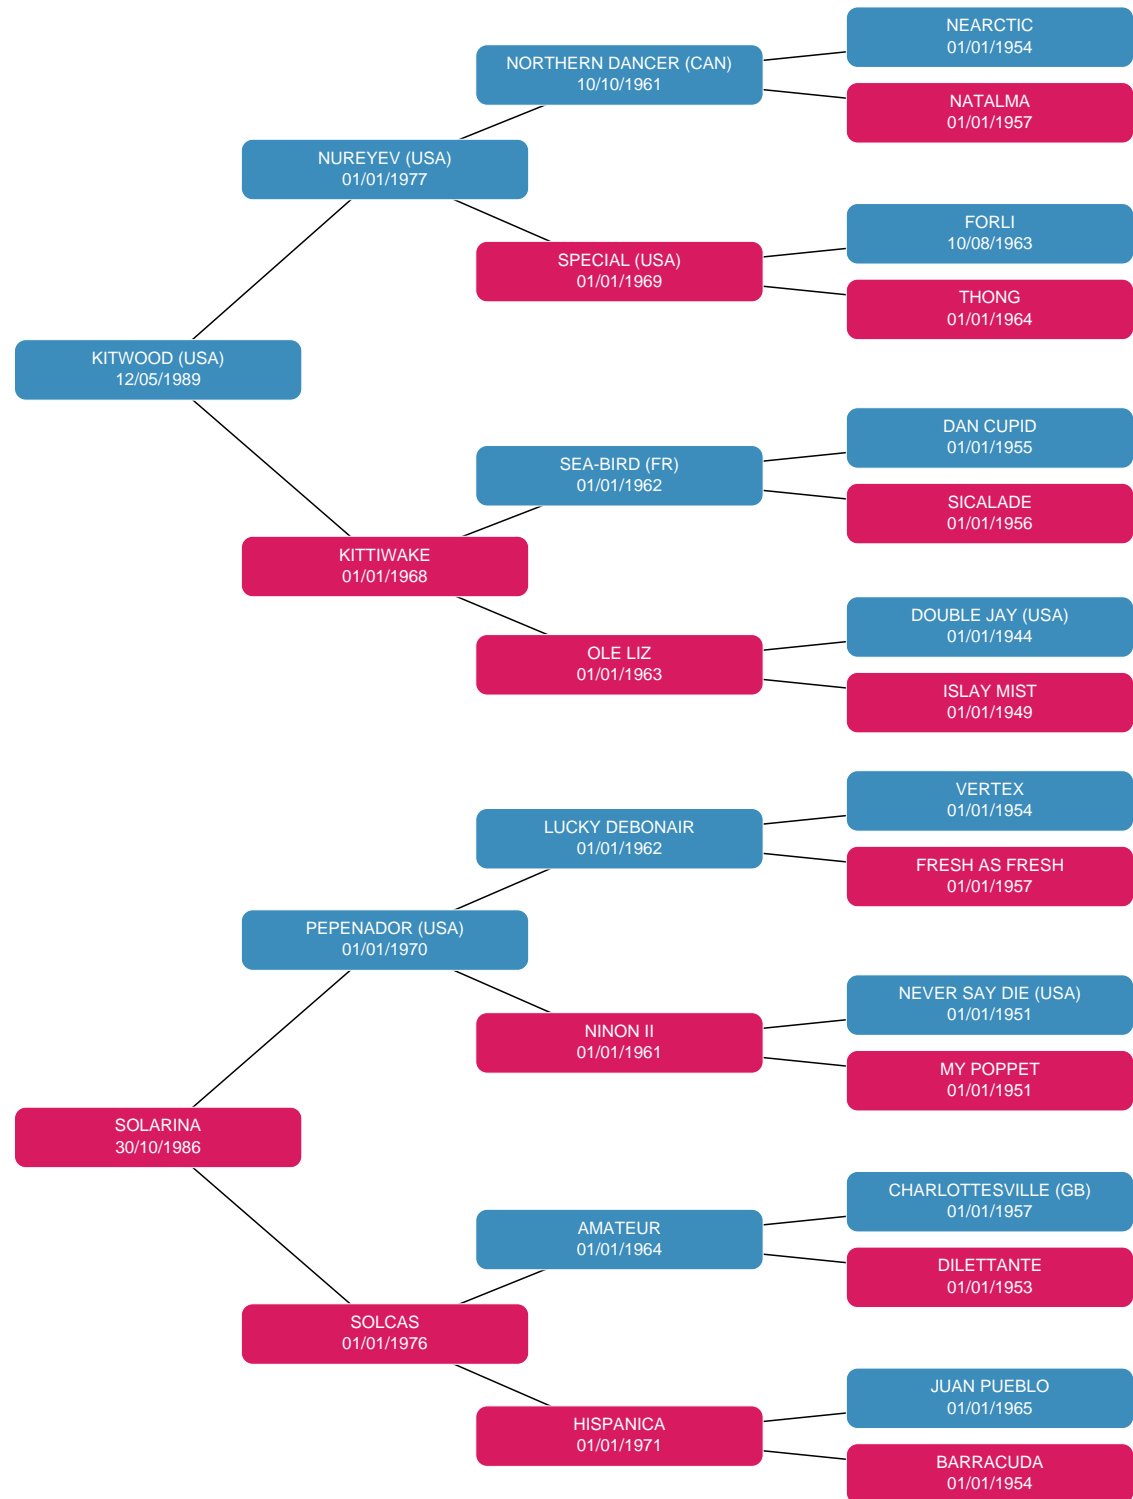 NEARCTIC
01/01/1954
NORTHERN DANCER (CAN)
10/10/1961
NATALMA
01/01/1957
NUREYEV (USA)
01/01/1977
FORLI
10/08/1963
SPECIAL (USA)
01/01/1969
THONG
01/01/1964
KITWOOD (USA)
12/05/1989
DAN CUPID
01/01/1955
SEA-BIRD (FR)
01/01/1962
SICALADE
01/01/1956
KITTIWAKE
01/01/1968
DOUBLE JAY (USA)
01/01/1944
OLE LIZ
01/01/1963
ISLAY MIST
01/01/1949
VERTEX
01/01/1954
LUCKY DEBONAIR
01/01/1962
FRESH AS FRESH
01/01/1957
PEPENADOR (USA)
01/01/1970
NEVER SAY DIE (USA)
01/01/1951
NINON II
01/01/1961
MY POPPET
01/01/1951
SOLARINA
30/10/1986
CHARLOTTESVILLE (GB)
01/01/1957
AMATEUR
01/01/1964
DILETTANTE
01/01/1953
SOLCAS
01/01/1976
JUAN PUEBLO
01/01/1965
HISPANICA
01/01/1971
BARRACUDA
01/01/1954